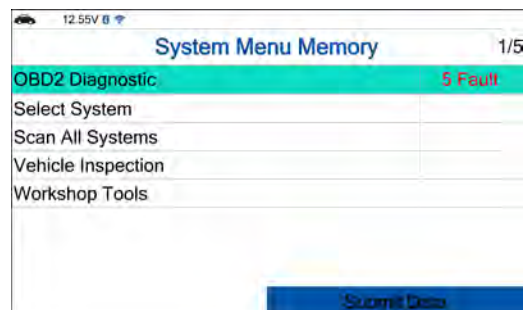 12.55V
System Menu Memory 1/5
OBD2 Diagnostic 5 Fault
Select System
Scan All Systems
Vehicle Inspection
Workshop Tools
Submit Data